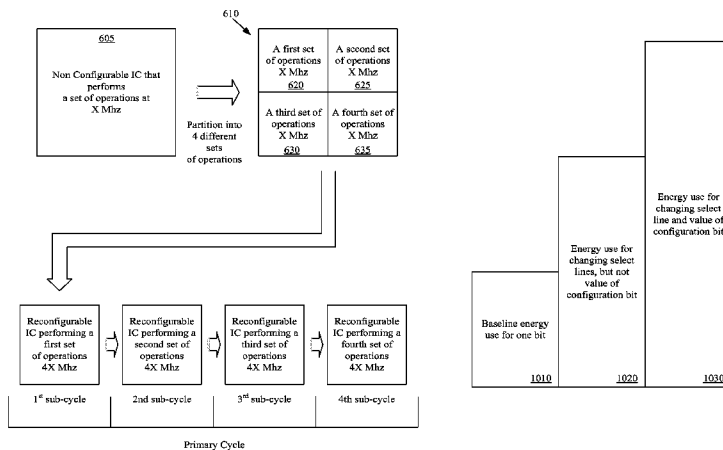 605
Non Configurable IC that
performs
a set of operations at
X Mhz
Partition into
4 different
sets
of operations
610
A first set
of operations
X Mhz
620
A second set
of operations
X Mhz
625
A third set of
operations
X Mhz
630
A fourth set of
operations
X Mhz
635
Reconfigurable
IC performing a
first set
of operations
4X Mhz
Reconfigurable
IC performing a
second set of
operations
4X Mhz
Reconfigurable
IC performing a
third set of
operations
4X Mhz
Reconfigurable
IC performing a
fourth set of
operations
4X Mhz
1st sub-cycle
2nd sub-cycle
3rd sub-cycle
4th sub-cycle
Primary Cycle
Baseline energy
use for one bit
1010
Energy use for
changing select
lines, but not
value of
configuration bit
1020
Energy use for
changing select
line and value of
configuration bit
1030